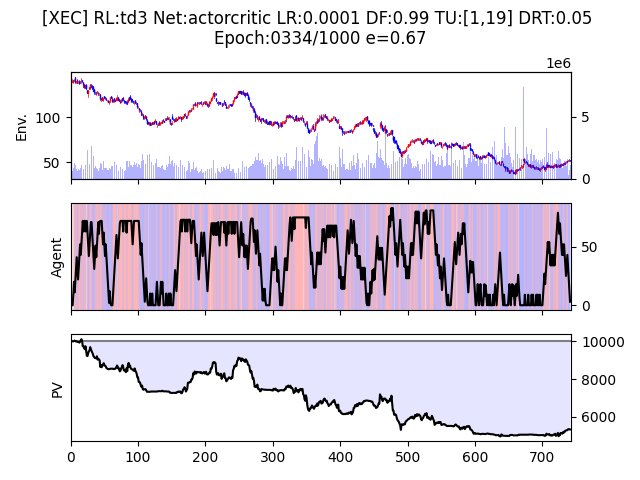 [XEC] RL:td3 Net:actorcritic LR:0.0001 DF:0.99 TU:[1,19] DRT:0.05
Epoch:0334/1000 e=0.67
1e6
Env.
100
50
5
0
Agent
50
0
PV
10000
8000
6000
0 100 200 300 400 500 600 700